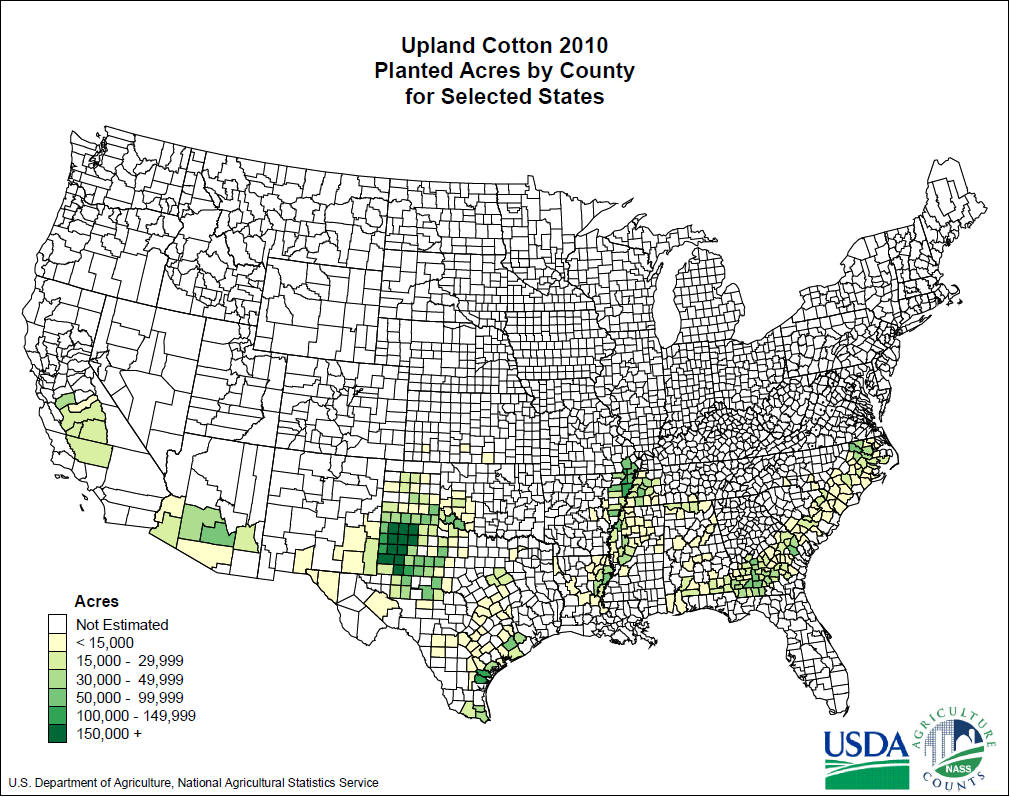 Upland Cotton 2010
Planted Acres by County
for Selected States
Acres
Not Estimated
< 15,000
15,000 - 29,999
30,000 - 49,999
50,000 - 99,999
100,000 - 149,999
150,000 +
USDA
AGRICULTURE
NASS
COUNTS
U.S. Department of Agriculture, National Agricultural Statistics Service